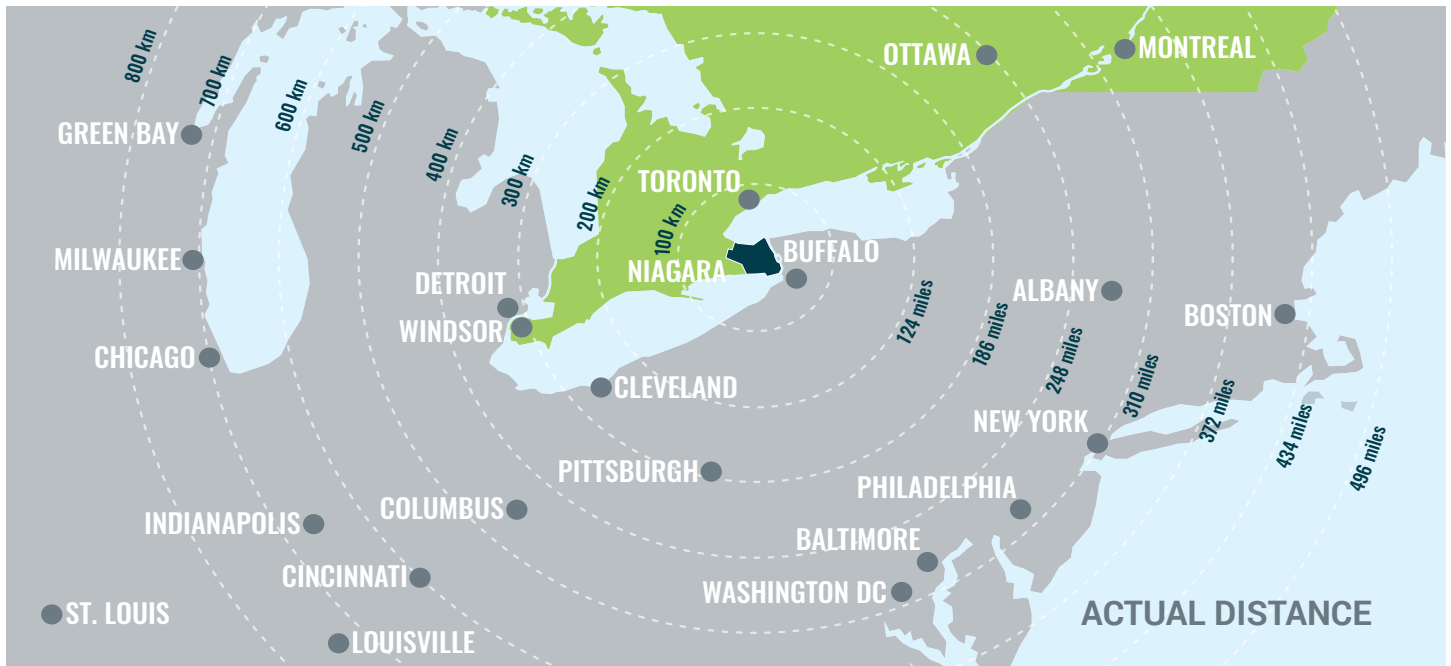 OTTAWA
MONTREAL
800 km
700 km
600 km
500 km
400 km
300 km
200 km
100 km
GREEN BAY
TORONTO
MILWAUKEE
BUFFALO
NIAGARA
DETROIT
WINDSOR
ALBANY
BOSTON
124 miles
186 miles
248 miles
310 miles
372 miles
434 miles
496 miles
CHICAGO
CLEVELAND
NEW YORK
PITTSBURGH
PHILADELPHIA
COLUMBUS
INDIANAPOLIS
BALTIMORE
CINCINNATI
WASHINGTON DC
ST. LOUIS
ACTUAL DISTANCE
LOUISVILLE